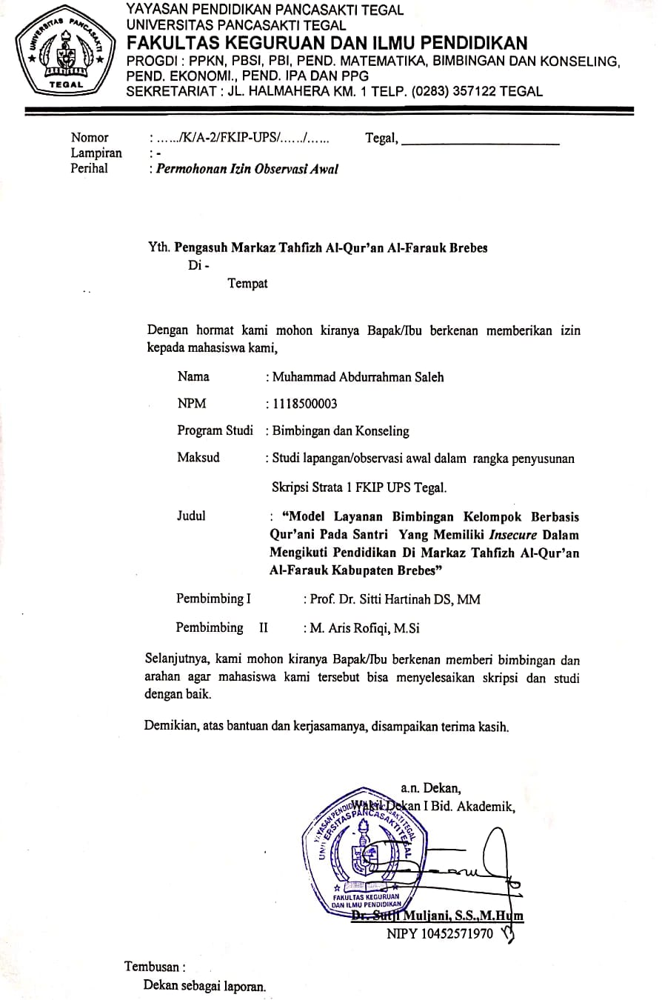 YAYASAN PENDIDIKAN PANCASAKTI TEGAL
UNIVERSITAS PANCASAKTI TEGAL
FAKULTAS KEGURUAN DAN ILMU PENDIDIKAN
PROGDI : PPKN, PBSI, PBI, PEND. MATEMATIKA, BIMBINGAN DAN KONSELING,
PEND. EKONOMI., PEND. IPA DAN PPG
SEKRETARIAT : JL. HALMAHERA KM. 1 TELP. (0283) 357122 TEGAL
UNIVERSITAS PANCASAKTI
TEGAL
Nomor : ....../K/A-2/FKIP-UPS/....../...... Tegal, ______________________
Lampiran : -
Perihal : Permohonan Izin Observasi Awal
Yth. Pengasuh Markaz Tahfizh Al-Qur'an Al-Farauk Brebes
Di -
Tempat
Dengan hormat kami mohon kiranya Bapak/Ibu berkenan memberikan izin
kepada mahasiswa kami,
Nama : Muhammad Abdurrahman Saleh
NPM : 1118500003
Program Studi : Bimbingan dan Konseling
Maksud : Studi lapangan/observasi awal dalam rangka penyusunan
Skripsi Strata 1 FKIP UPS Tegal.
Judul : “Model Layanan Bimbingan Kelompok Berbasis
Qur'ani Pada Santri Yang Memiliki Insecure Dalam
Mengikuti Pendidikan Di Markaz Tahfizh Al-Qur'an
Al-Farauk Kabupaten Brebes”
Pembimbing I : Prof. Dr. Sitti Hartinah DS, MM
Pembimbing II : M. Aris Rofiqi, M.Si
Selanjutnya, kami mohon kiranya Bapak/Ibu berkenan memberi bimbingan dan
arahan agar mahasiswa kami tersebut bisa menyelesaikan skripsi dan studi
dengan baik.
Demikian, atas bantuan dan kerjasamanya, disampaikan terima kasih.
a.n. Dekan,
Wakil Dekan I Bid. Akademik,
YAYASAN PENDIDIKAN PANCASAKTI TEGAL
UNIVERSITAS PANCASAKTI TEGAL
FAKULTAS KEGURUAN
DAN ILMU PENDIDIKAN
Dr. Sutji Muljani, S.S.,M.Hum
NIPY 10452571970
Tembusan :
Dekan sebagai laporan.